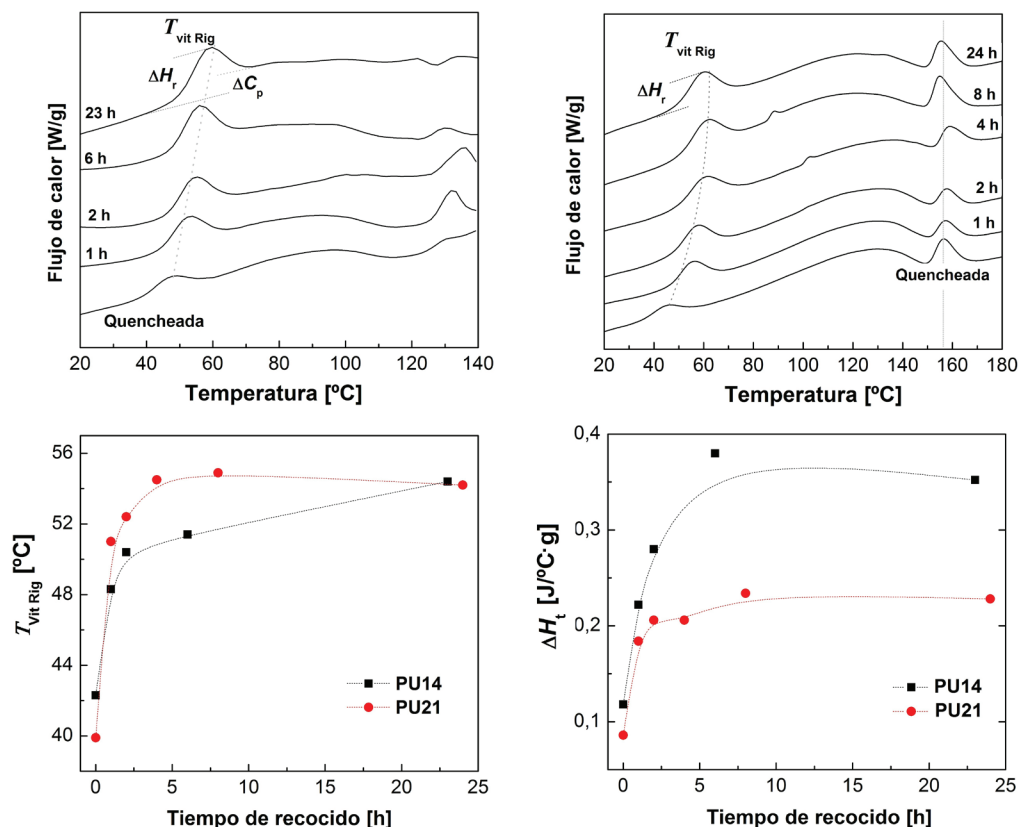 T vit Rig
ΔH r
ΔC p
23 h
6 h
2 h
1 h
Quencheada
Flujo de calor [W/g]
20 40 60 80 100 120 140
Temperatura [ºC]
T vit Rig
ΔH r
24 h
8 h
4 h
2 h
1 h
Quencheada
Flujo de calor [W/g]
20 40 60 80 100 120 140 160 180
Temperatura [ºC]
56
52
48
44
40
T Vit Rig [ºC]
PU14
PU21
0 5 10 15 20 25
Tiempo de recocido [h]
0,4
0,3
0,2
0,1
ΔH t [J/ºC·g]
PU14
PU21
0 5 10 15 20 25
Tiempo de recocido [h]